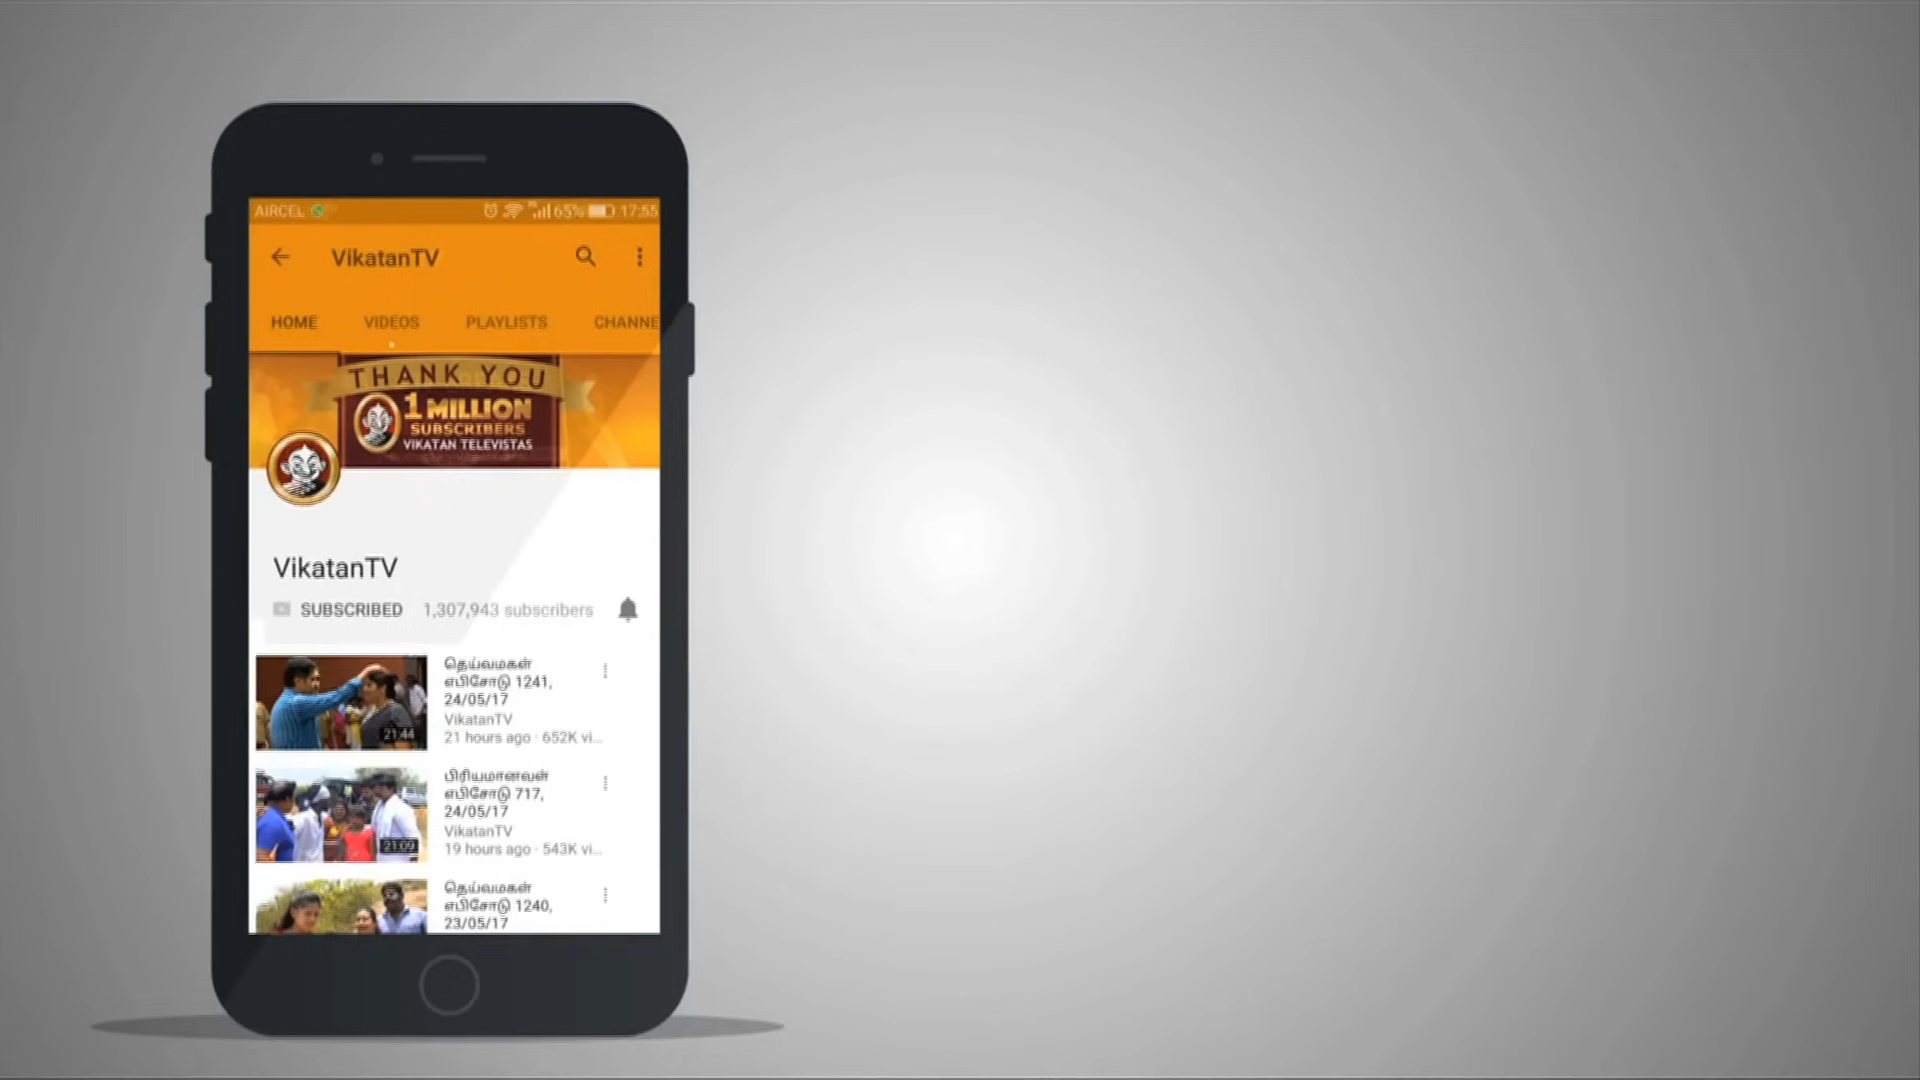 AIRCEL 65% 17:55
VikatanTV
HOME VIDEOS PLAYLISTS CHANNE
THANK YOU
1 MILLION
SUBSCRIBERS
VIKATAN TELEVISTAS
VikatanTV
SUBSCRIBED 1,307,943 subscribers
தெய்வமகள்
எபிசோடு 1241,
24/05/17
VikatanTV
21 hours ago · 652K vi...
21:44
பிரியமானவள்
எபிசோடு 717,
24/05/17
VikatanTV
19 hours ago · 543K vi...
21:09
தெய்வமகள்
எபிசோடு 1240,
23/05/17